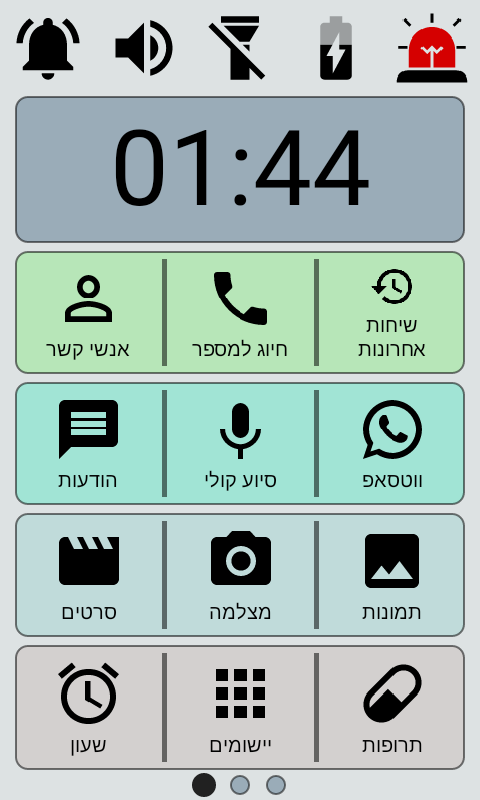 01:44
שיחות
אחרונות
חיוג למספר
אנשי קשר
ווטסאפ
סיוע קולי
הודעות
תמונות
מצלמה
סרטים
תרופות
יישומים
שעון